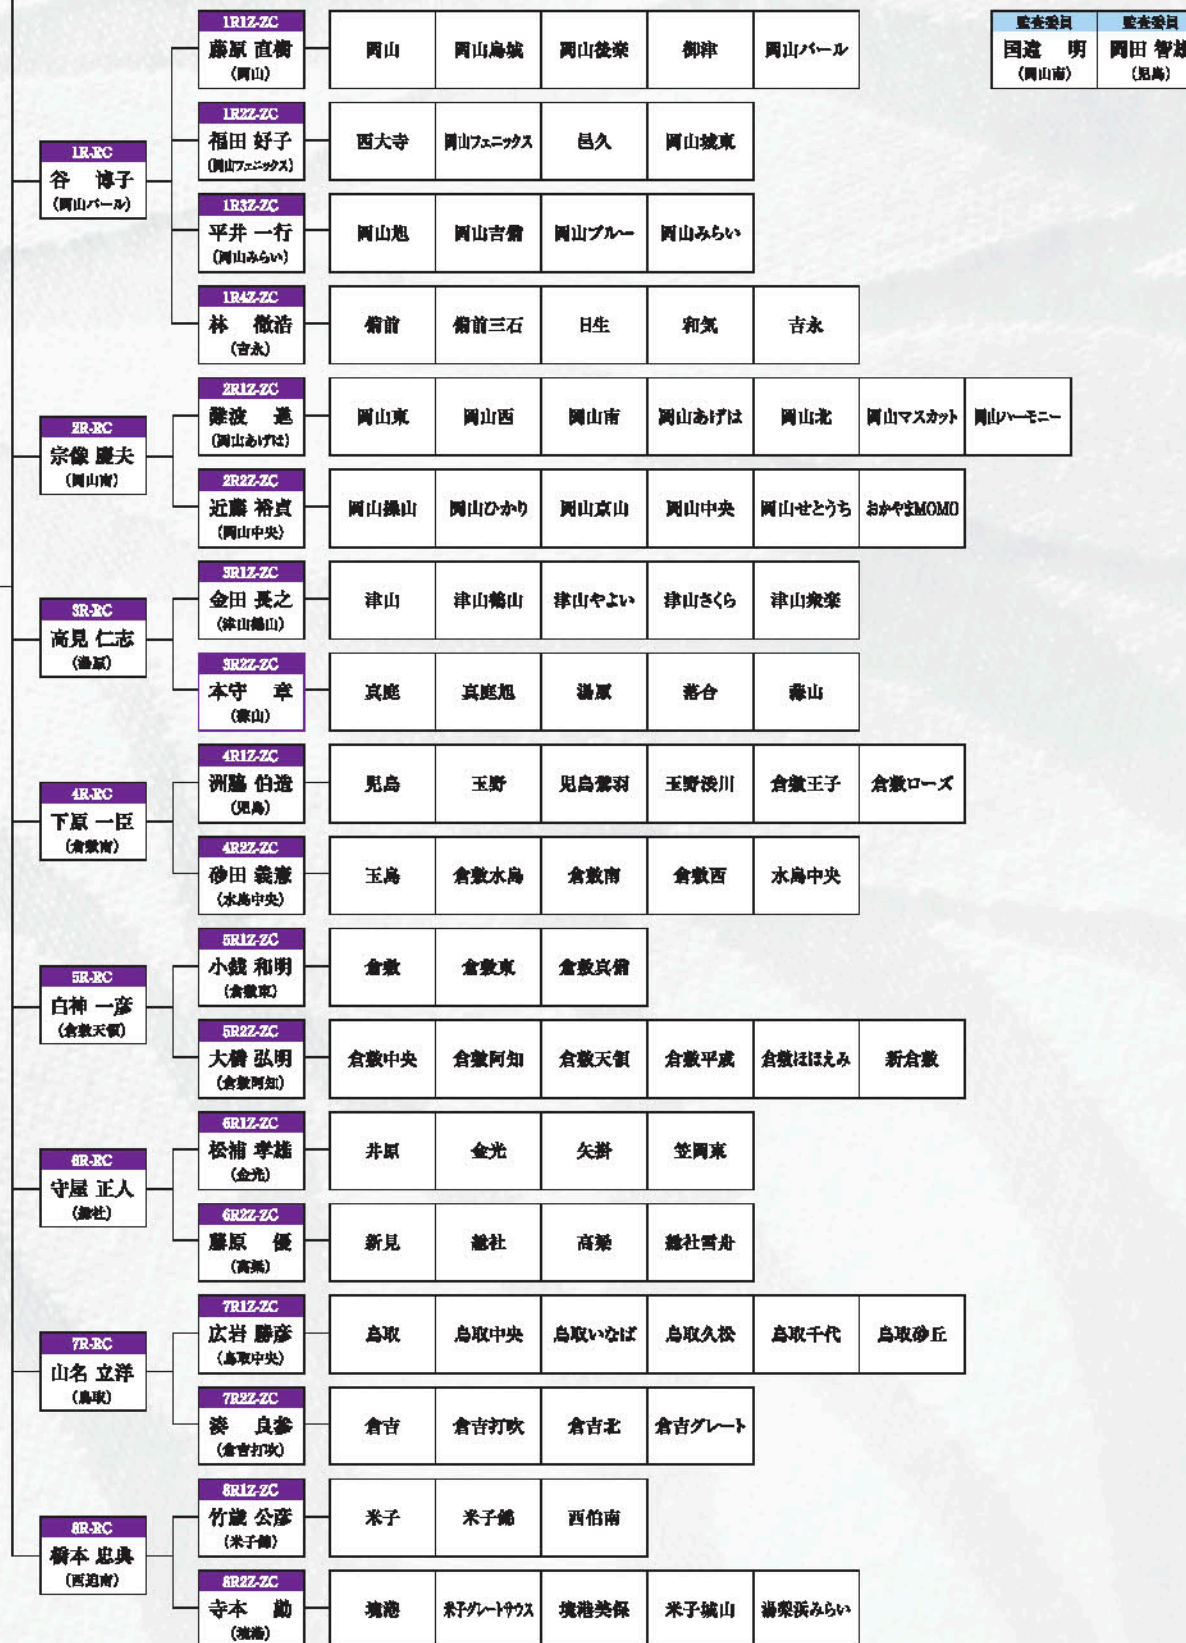 1R1Z-ZC
藤原 直樹
(岡山)
岡山 岡山烏城 岡山後楽 御津 岡山パール
監査委員 監査委員
国遠 明 岡田 智雄
(岡山南) (児島)
1R2Z-ZC
福田 好子
(岡山フェニックス)
西大寺 岡山フェニックス 邑久 岡山城東
1R-RC
谷 博子
(岡山パール)
1R3Z-ZC
平井 一行
(岡山みらい)
岡山旭 岡山吉備 岡山ブルー 岡山みらい
1R4Z-ZC
林 徹浩
(吉永)
備前 備前三石 日生 和気 吉永
2R1Z-ZC
難波 進
(岡山あげは)
岡山東 岡山西 岡山南 岡山あげは 岡山北 岡山マスカット 岡山ハーモニー
2R-RC
宗像 慶夫
(岡山南)
2R2Z-ZC
近藤 裕貞
(岡山中央)
岡山操山 岡山ひかり 岡山京山 岡山中央 岡山せとうち おかやまMOMO
3R1Z-ZC
金田 長之
(津山鶴山)
津山 津山鶴山 津山やよい 津山さくら 津山衆楽
3R-RC
高見 仁志
(湯原)
3R2Z-ZC
本守 章
(蒜山)
真庭 真庭旭 湯原 落合 蒜山
4R1Z-ZC
洲脇 伯造
(児島)
児島 玉野 児島鷲羽 玉野渋川 倉敷王子 倉敷ローズ
4R-RC
下原 一臣
(倉敷南)
4R2Z-ZC
砂田 義憲
(水島中央)
玉島 倉敷水島 倉敷南 倉敷西 水島中央
5R1Z-ZC
小銭 和明
(倉敷東)
倉敷 倉敷東 倉敷真備
5R-RC
白神 一彦
(倉敷天領)
5R2Z-ZC
大橋 弘明
(倉敷阿知)
倉敷中央 倉敷阿知 倉敷天領 倉敷平成 倉敷ほほえみ 新倉敷
6R1Z-ZC
松浦 孝雄
(金光)
井原 金光 矢掛 笠岡東
6R-RC
守屋 正人
(総社)
6R2Z-ZC
藤原 優
(高梁)
新見 総社 高梁 総社雪舟
7R1Z-ZC
広岩 勝彦
(鳥取中央)
鳥取 鳥取中央 鳥取いなば 鳥取久松 鳥取千代 鳥取砂丘
7R-RC
山名 立洋
(鳥取)
7R2Z-ZC
湊 良
(倉吉打吹)
倉吉 倉吉打吹 倉吉北 倉吉グレート
8R1Z-ZC
竹歳 公彦
(米子錦)
米子 米子錦 西伯南
8R-RC
橋本 忠典
(西伯南)
8R2Z-ZC
寺本 勛
(境港)
境港 米子グレートサウス 境港美保 米子城山 湯梨浜みらい